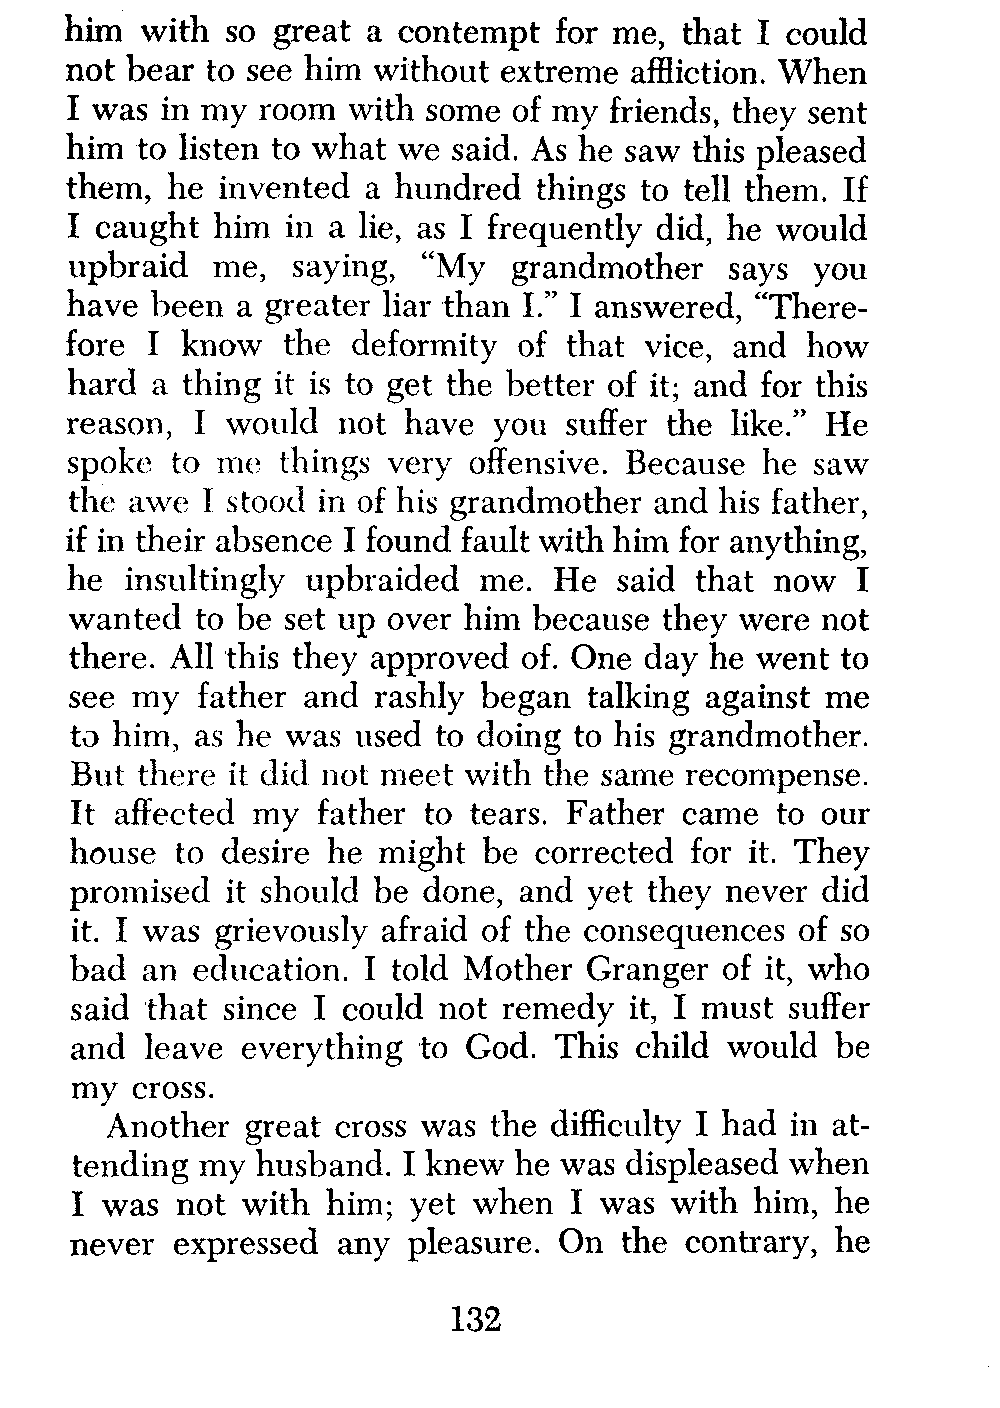 him with so great a contempt for me, that I could
not bear to see him without extreme affliction. When
I was in my room with some of my friends, they sent
him to listen to what we said. As he saw this pleased
them, he invented a hundred things to tell them. If
I caught him in a lie, as I frequently did, he would
upbraid me, saying, “My grandmother says you
have been a greater liar than I.” I answered, “There-
fore I know the deformity of that vice, and how
hard a thing it is to get the better of it; and for this
reason, I would not have you suffer the like.” He
spoke to me things very offensive. Because he saw
the awe I stood in of his grandmother and his father,
if in their absence I found fault with him for anything,
he insultingly upbraided me. He said that now I
wanted to be set up over him because they were not
there. All this they approved of. One day he went to
see my father and rashly began talking against me
to him, as he was used to doing to his grandmother.
But there it did not meet with the same recompense.
It affected my father to tears. Father came to our
house to desire he might be corrected for it. They
promised it should be done, and yet they never did
it. I was grievously afraid of the consequences of so
bad an education. I told Mother Granger of it, who
said that since I could not remedy it, I must suffer
and leave everything to God. This child would be
my cross.
Another great cross was the difficulty I had in at-
tending my husband. I knew he was displeased when
I was not with him; yet when I was with him, he
never expressed any pleasure. On the contrary, he
132